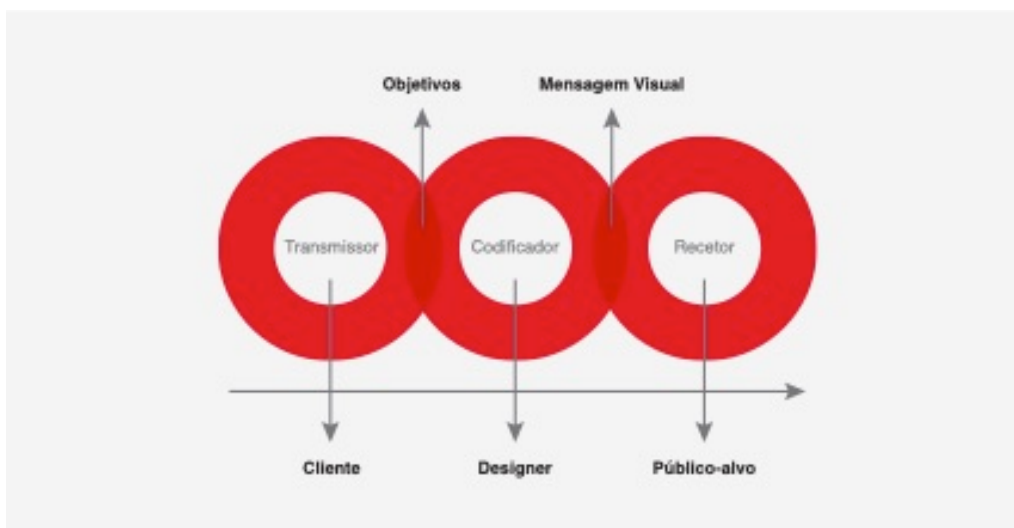 Objetivos
Mensagem Visual
Transmissor
Codificador
Recetor
Cliente
Designer
Público-alvo